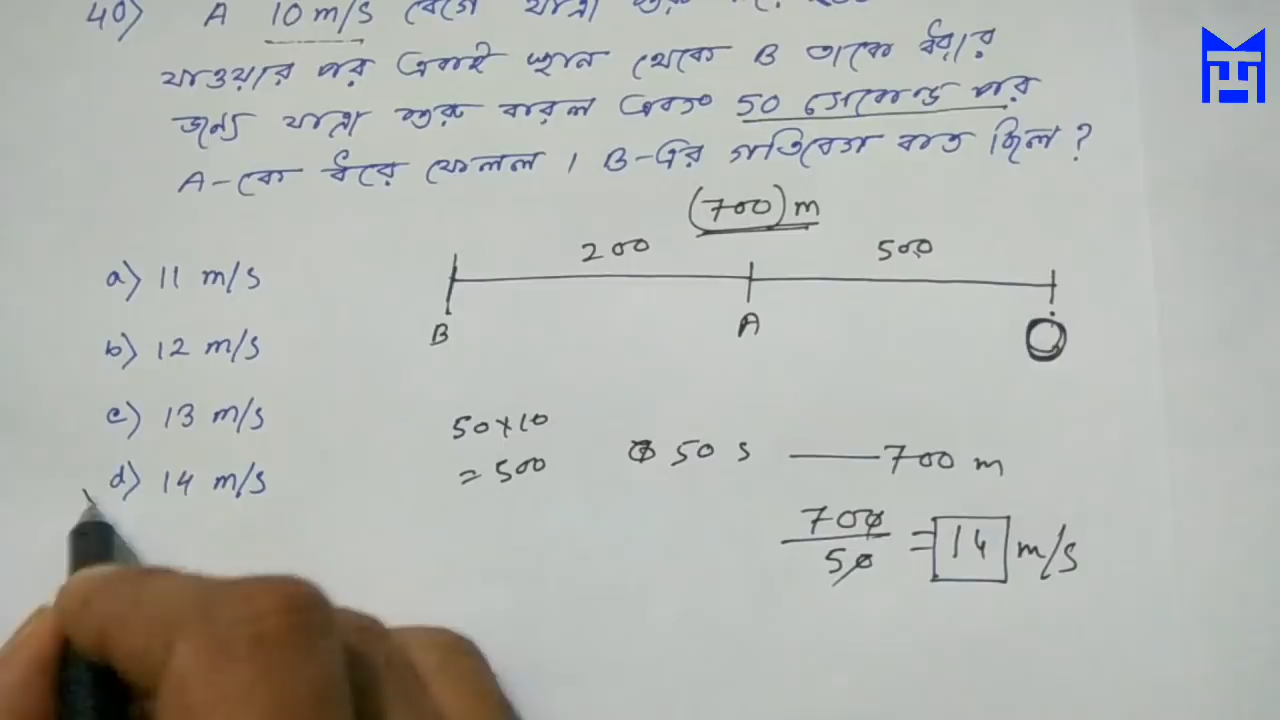 40) A 10 m/s বেগে যাত্রা শুরু
যাওয়ার পর একই স্থান থেকে B তাকে ধরার
জন্য যাত্রা শুরু করল এবং 50 সেকেন্ড পর
A-কে ধরে ফেলল। B-এর গতিবেগ কত ছিল?
(700) m
200 500
B A
a) 11 m/s
b) 12 m/s
c) 13 m/s
d) 14 m/s
50×10
= 500
50 s — 700 m
700/50 = 14 m/s